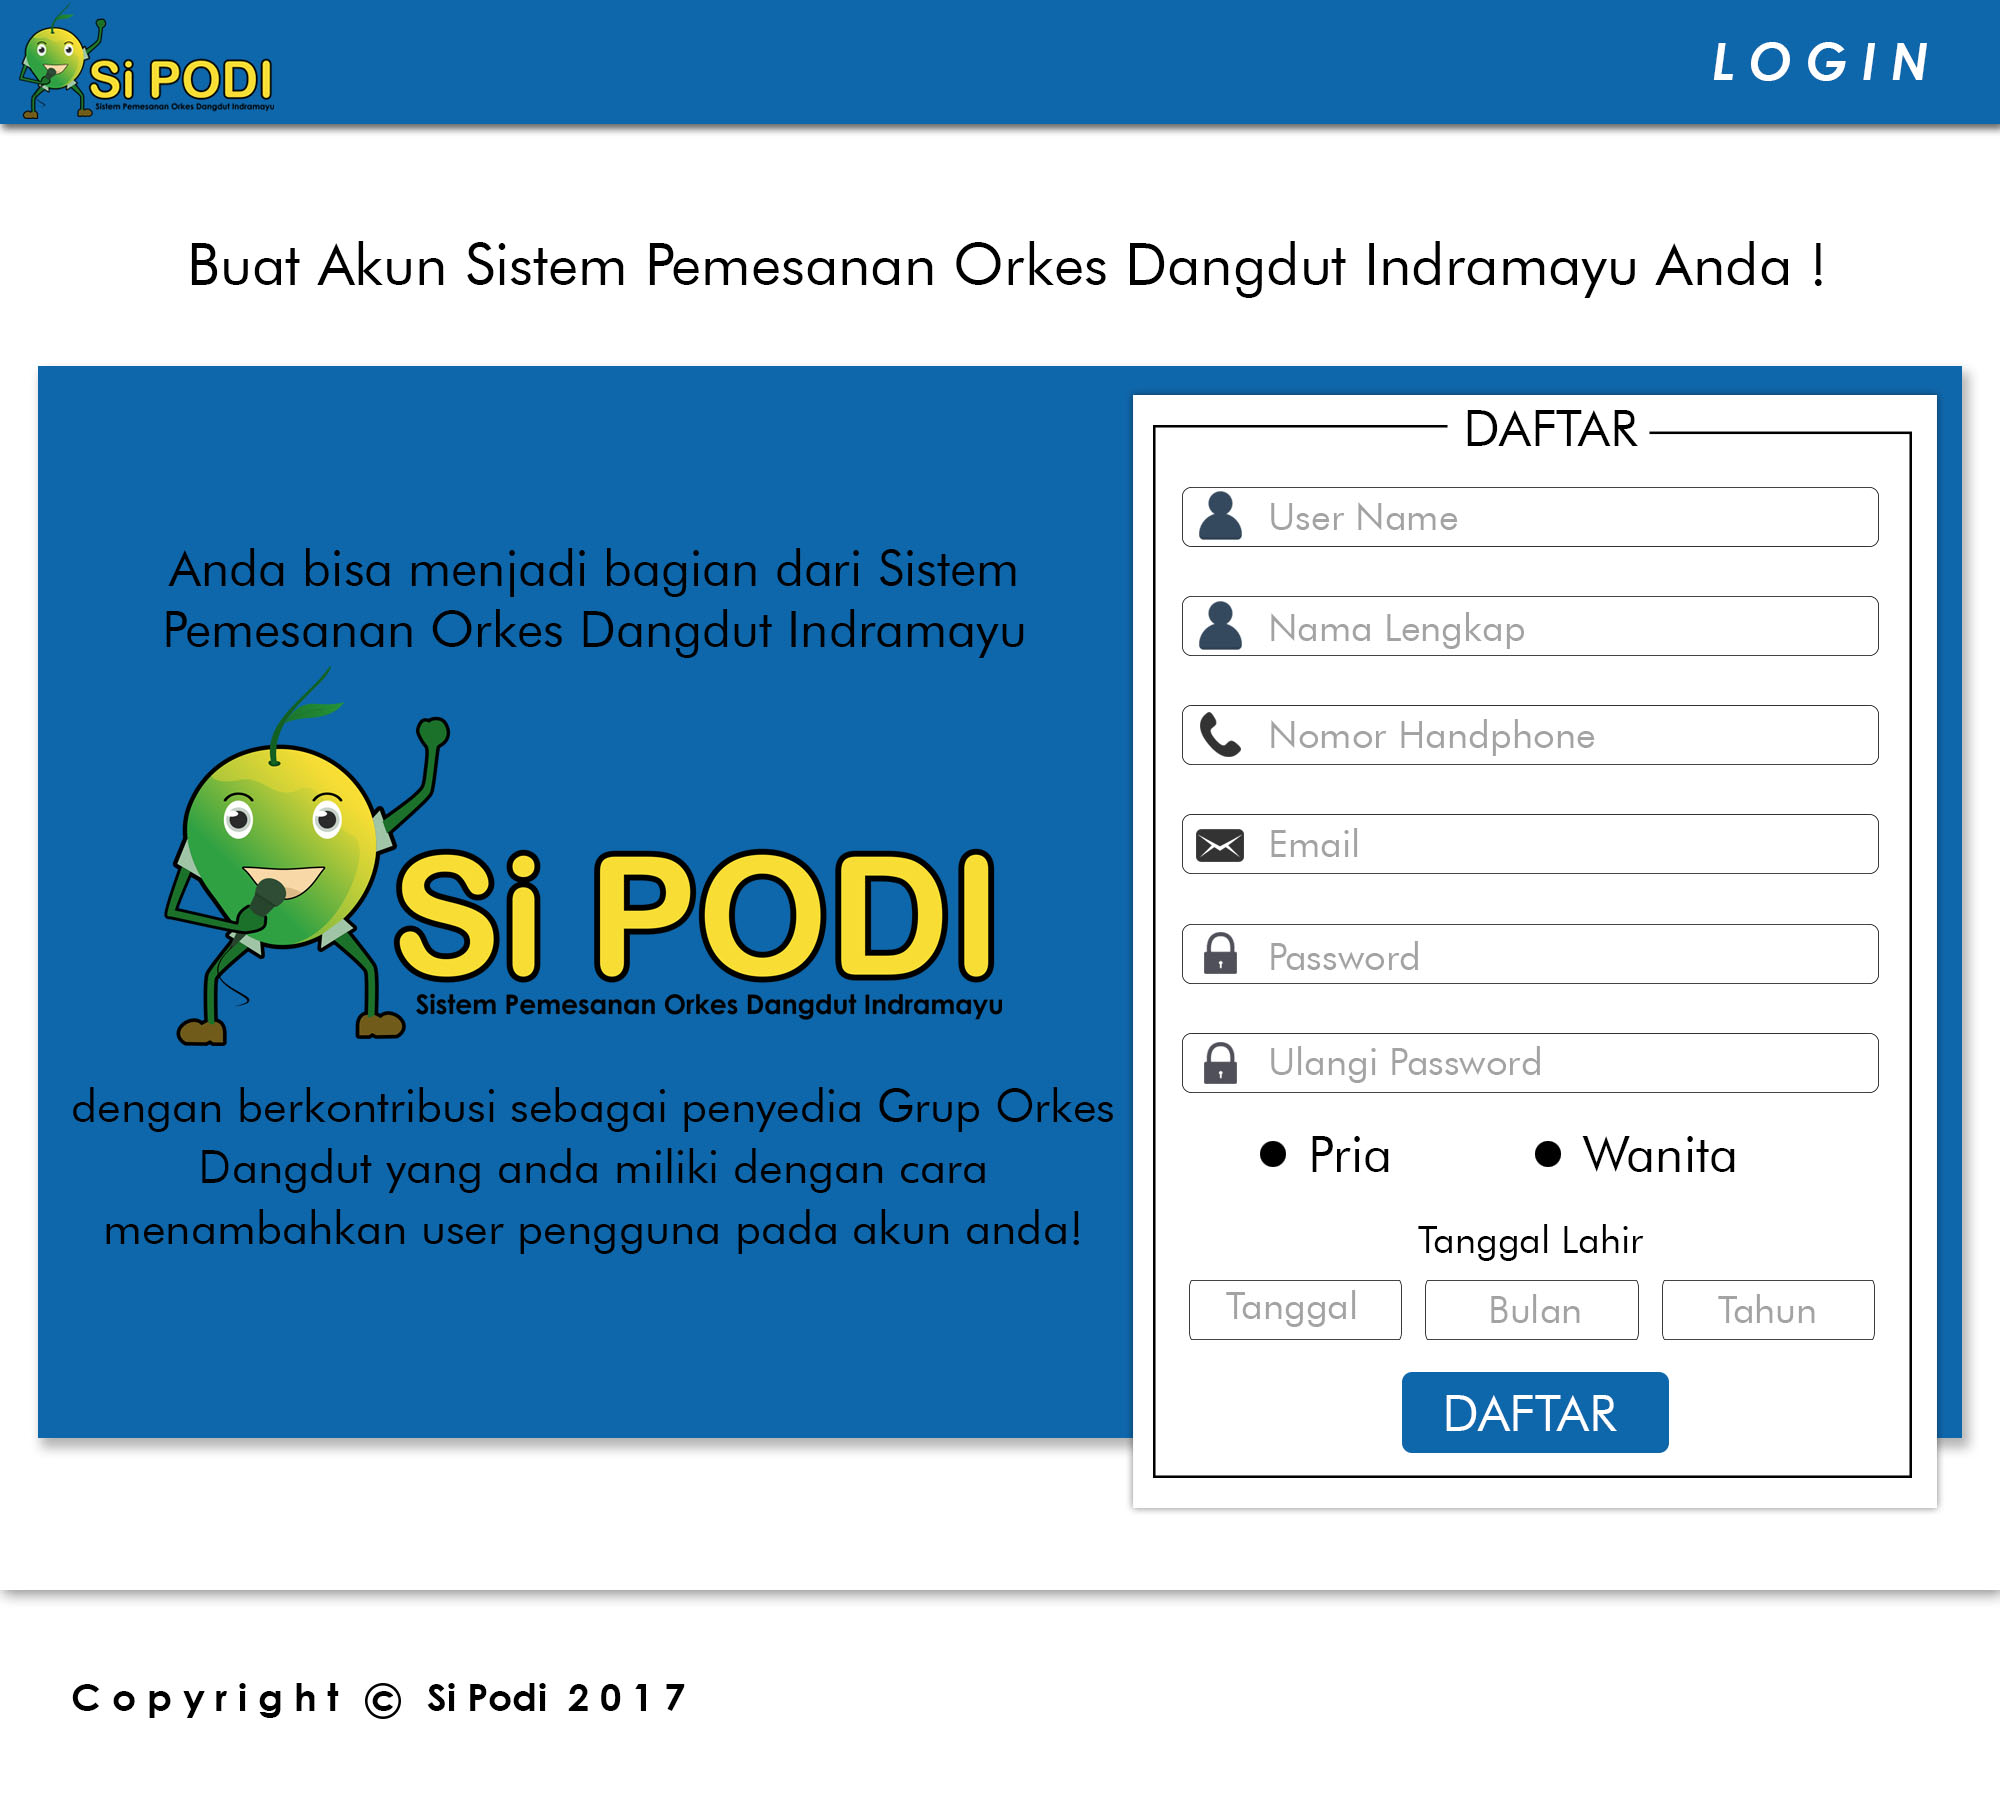 Si PODI
Sistem Pemesanan Orkes Dangdut Indramayu
LOGIN
Buat Akun Sistem Pemesanan Orkes Dangdut Indramayu Anda !
Anda bisa menjadi bagian dari Sistem
Pemesanan Orkes Dangdut Indramayu
Si PODI
Sistem Pemesanan Orkes Dangdut Indramayu
dengan berkontribusi sebagai penyedia Grup Orkes
Dangdut yang anda miliki dengan cara
menambahkan user pengguna pada akun anda!
DAFTAR
User Name
Nama Lengkap
Nomor Handphone
Email
Password
Ulangi Password
Pria Wanita
Tanggal Lahir
Tanggal Bulan Tahun
DAFTAR
Copyright © Si Podi 2017